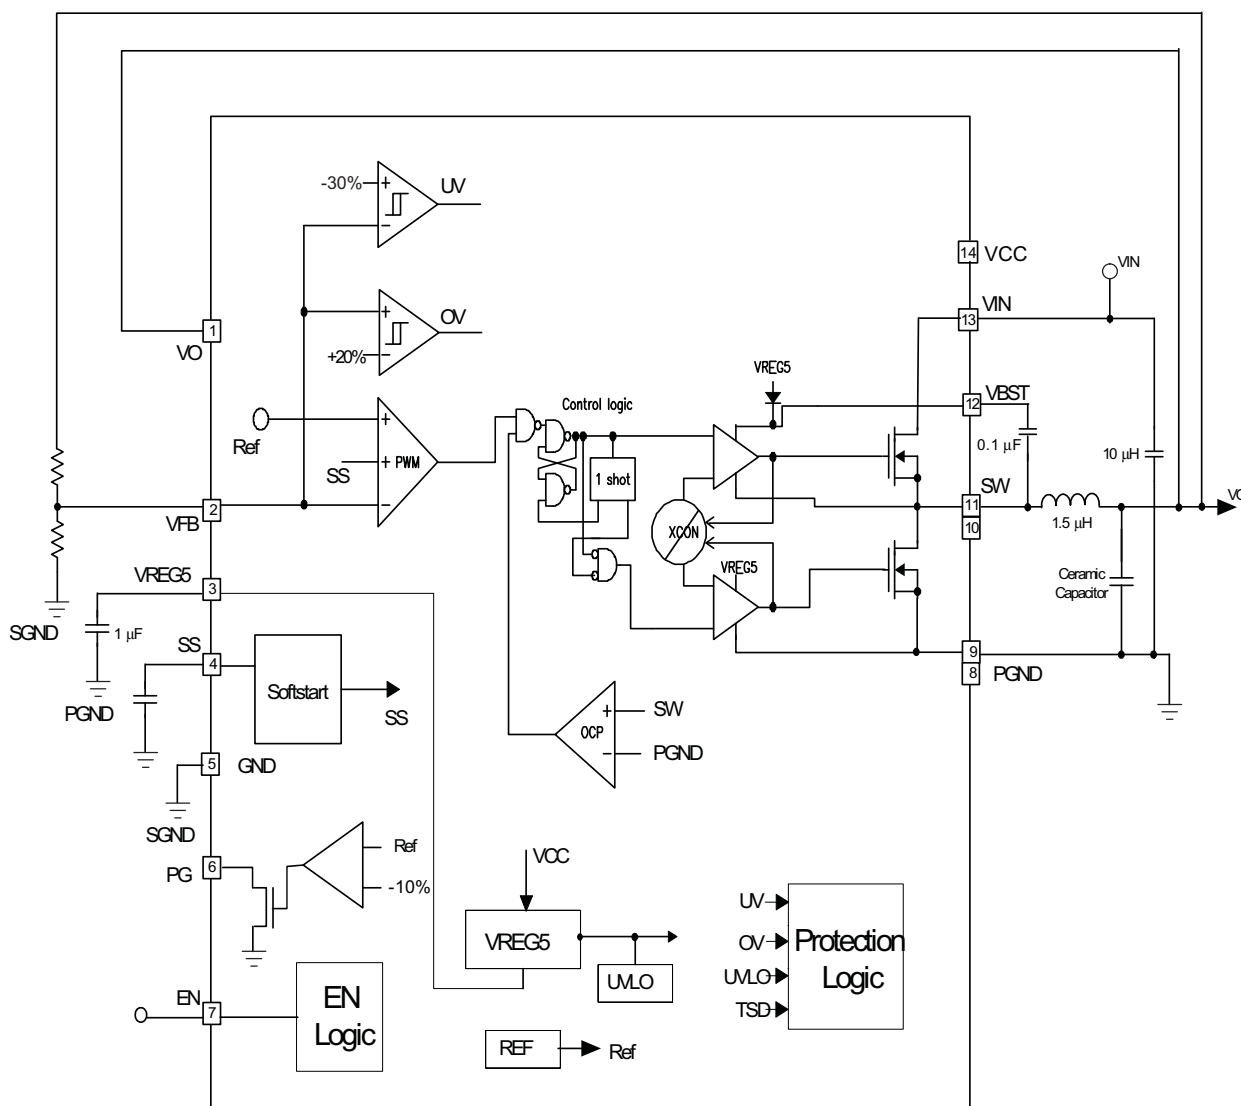 -30%
+
-
UV
14
VCC
VIN
+
-
OV
+20%
1
VO
VIN
13
VREG5
VBST
12
Control logic
Ref
+
SS
+
PWM
-
1 shot
0.1 µF
10 µH
SW
11
10
1.5 µH
VO
2
VFB
XCON
VREG5
3
VREG5
Ceramic
Capacitor
SGND
1 µF
SS
4
Softstart
SS
PGND
9
8
PGND
+
OCP
-
SW
PGND
5
GND
SGND
6
PG
Ref
-10%
VCC
VREG5
UVLO
UV
OV
UVLO
TSD
Protection
Logic
EN
7
EN
Logic
REF
Ref